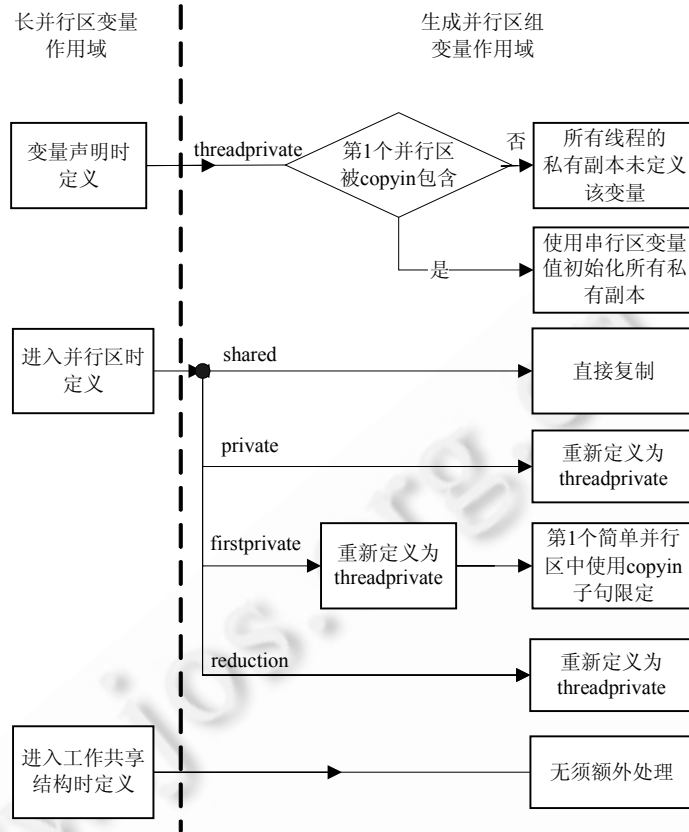 长并行区变量
作用域
生成并行区组
变量作用域
变量声明时
定义
threadprivate
第1个并行区
被copyin包含
否
所有线程的
私有副本未定义
该变量
是
使用串行区变量
值初始化所有私
有副本
进入并行区时
定义
shared
直接复制
private
重新定义为
threadprivate
firstprivate
重新定义为
threadprivate
第1个简单并行
区中使用copyin
子句限定
reduction
重新定义为
threadprivate
进入工作共享
结构时定义
无须额外处理